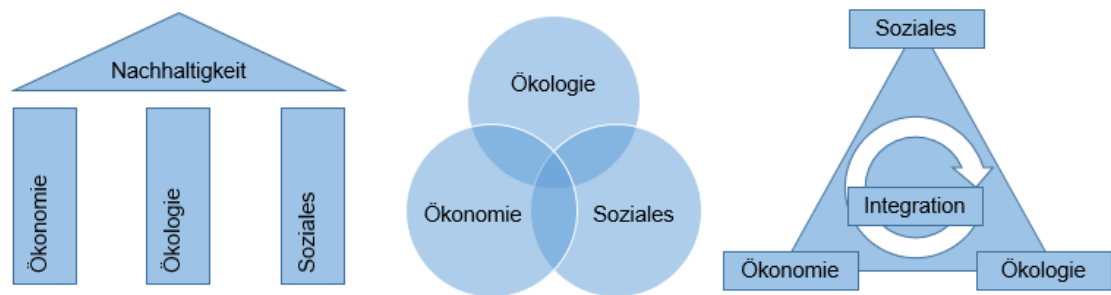 Nachhaltigkeit
Ökonomie
Ökologie
Soziales
Ökologie
Ökonomie
Soziales
Soziales
Integration
Ökonomie
Ökologie